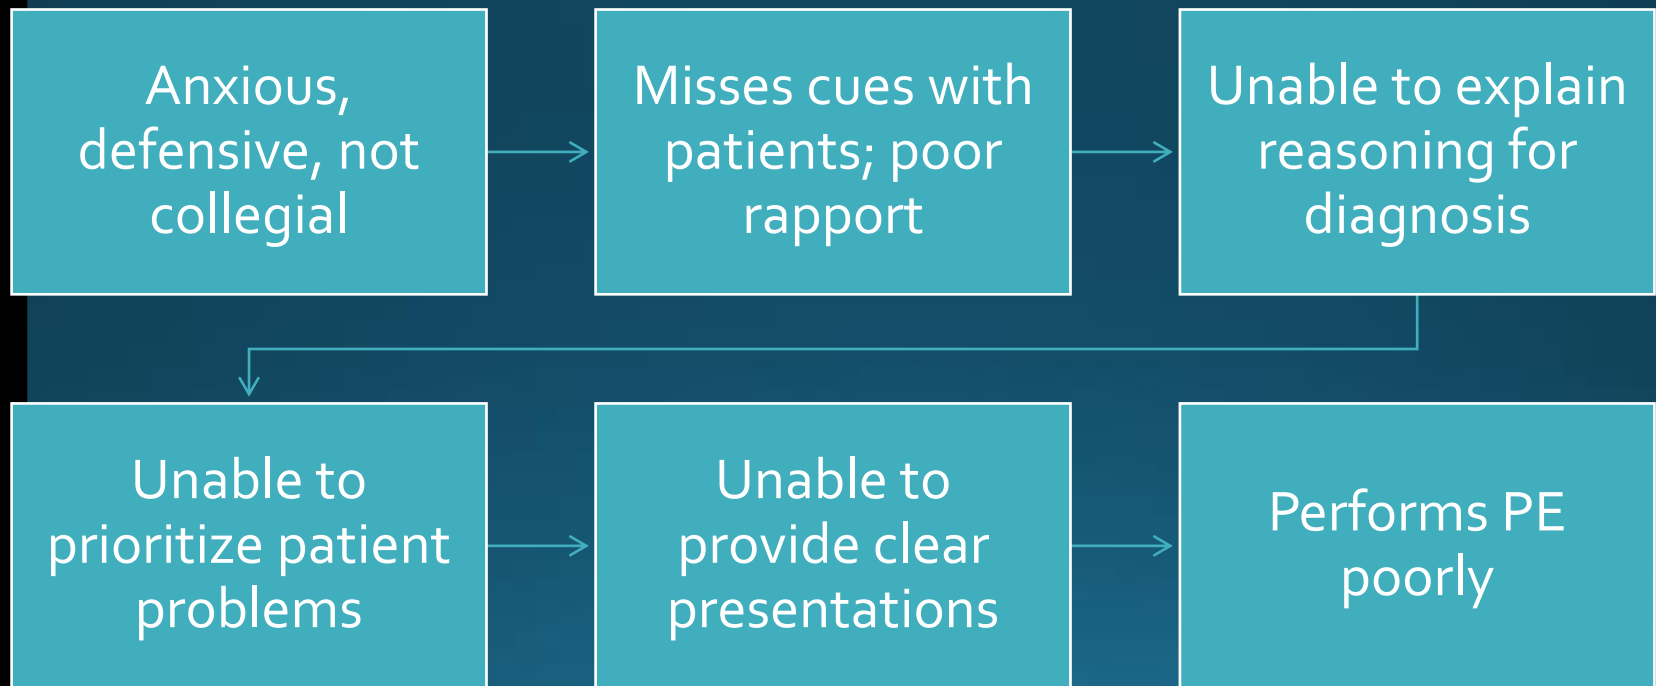 Anxious,
defensive, not
collegial
Misses cues with
patients; poor
rapport
Unable to explain
reasoning for
diagnosis
Unable to
prioritize patient
problems
Unable to
provide clear
presentations
Performs PE
poorly